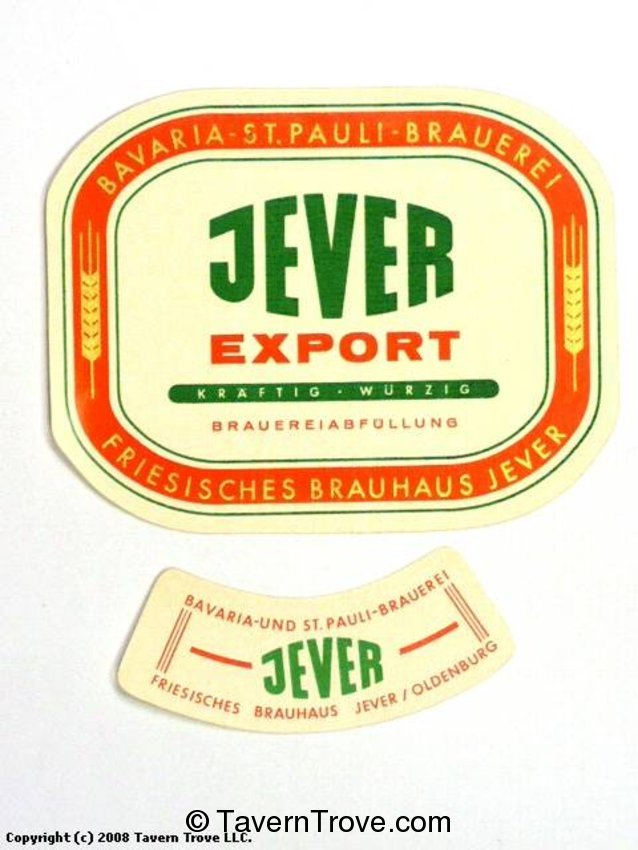 BAVARIA-ST. PAULI-BRAUEREI
JEVER
EXPORT
KRÄFTIG · WÜRZIG
BRAUEREIABFÜLLUNG
FRIESISCHES BRAUHAUS JEVER
BAVARIA-UND ST. PAULI-BRAUEREI
JEVER
FRIESISCHES BRAUHAUS JEVER / OLDENBURG
© TavernTrove.com
Copyright (c) 2008 Tavern Trove LLC.